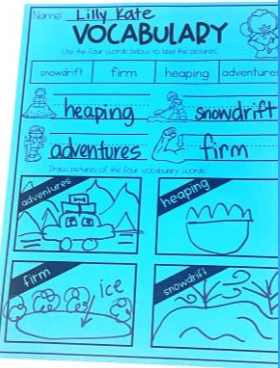 Name: Lilly Kate
VOCABULARY
Use the four words below to label the pictures.
snowdrift firm heaping adventures
heaping snowdrift
adventures firm
Draw pictures of the four vocabulary words.
adventures heaping
firm ice snowdrift